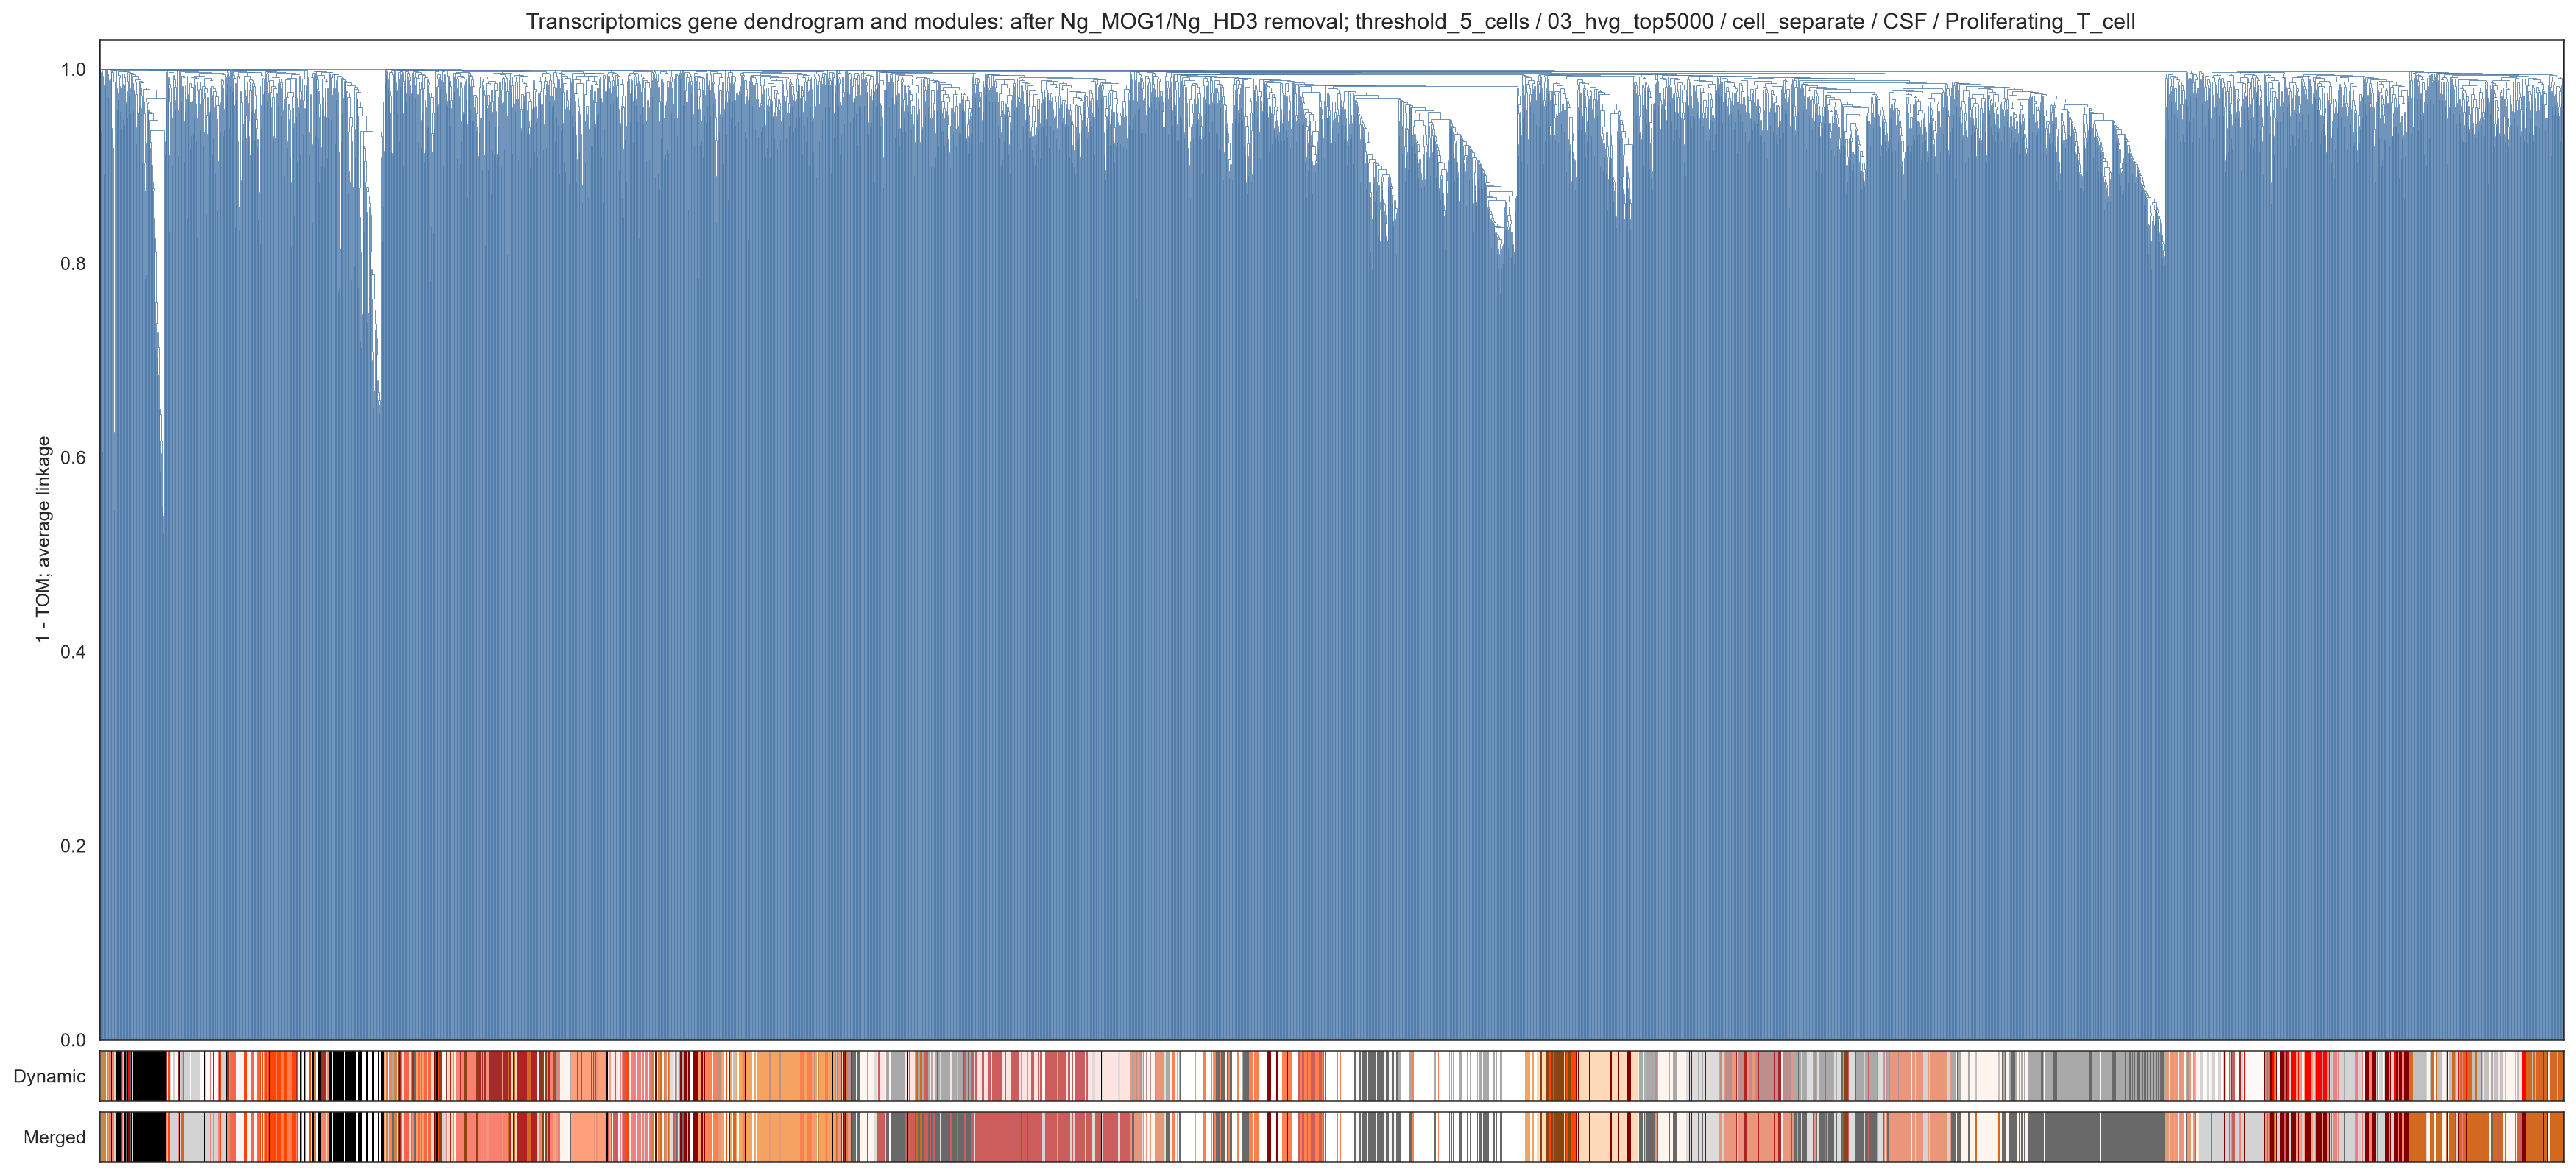 Transcriptomics gene dendrogram and modules: after Ng_MOG1/Ng_HD3 removal; threshold_5_cells / 03_hvg_top5000 / cell_separate / CSF / Proliferating_T_cell
1.0
0.8
0.6
0.4
0.2
0.0
1 - TOM; average linkage
Dynamic
Merged